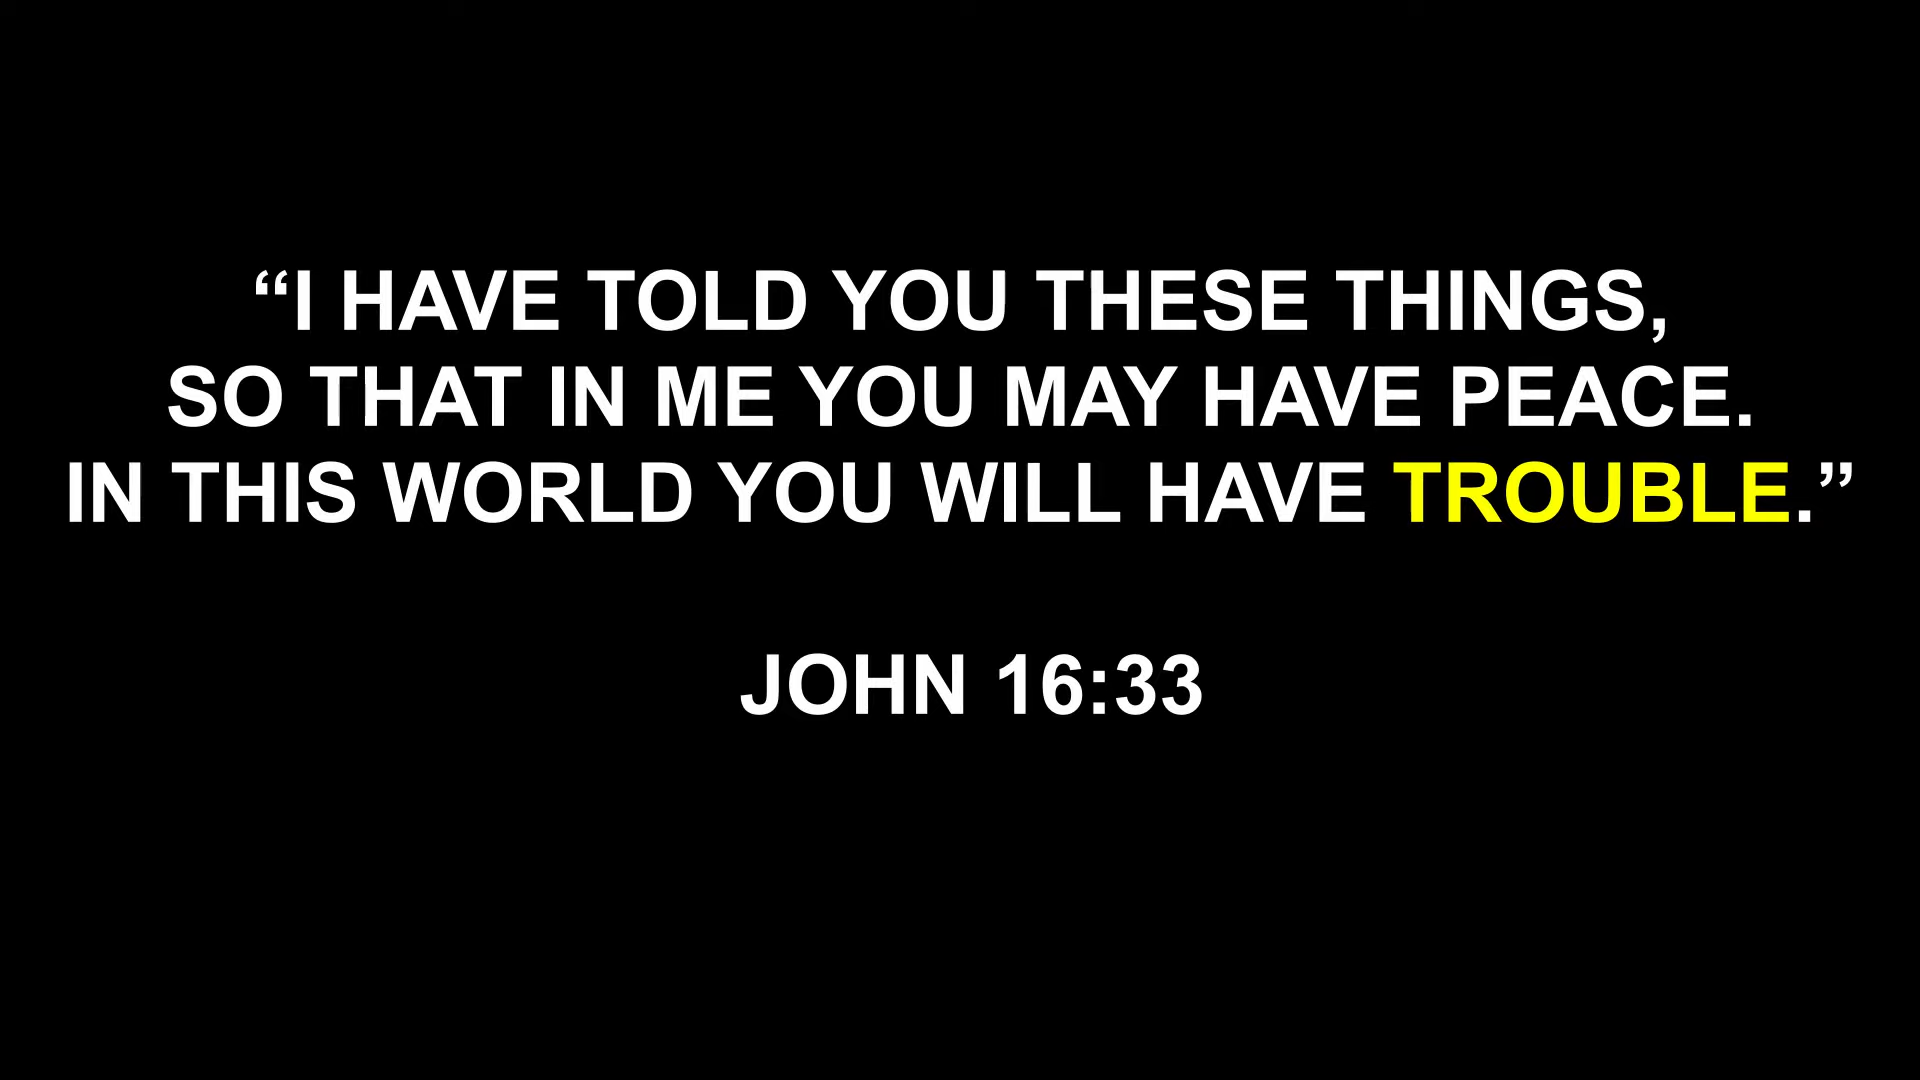 “I HAVE TOLD YOU THESE THINGS,
SO THAT IN ME YOU MAY HAVE PEACE.
IN THIS WORLD YOU WILL HAVE TROUBLE.”
JOHN 16:33